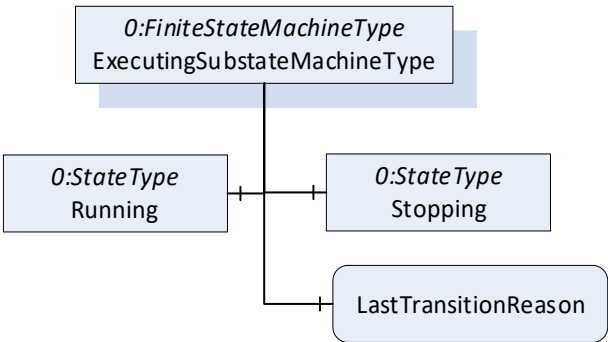 0:FiniteStateMachineType
ExecutingSubstateMachineType
0:StateType
Running
0:StateType
Stopping
LastTransitionReason